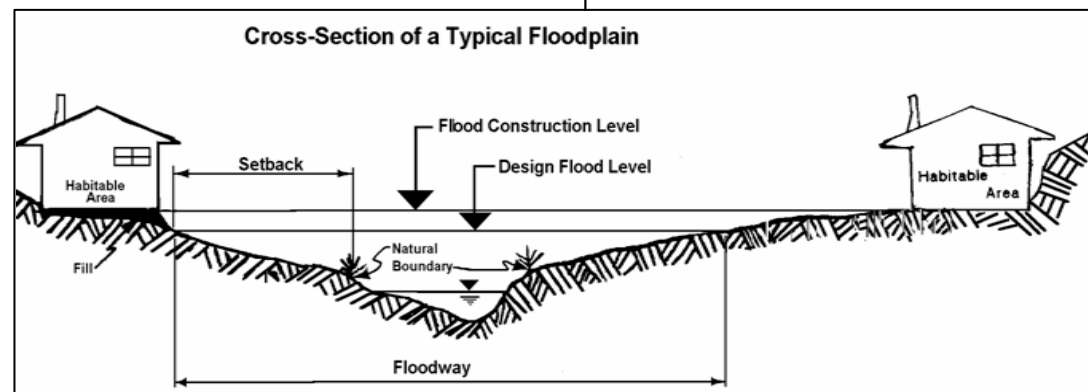 Cross-Section of a Typical Floodplain
Flood Construction Level
Setback
Design Flood Level
Habitable
Area
Habitable
Area
Natural
Boundary
Fill
Floodway